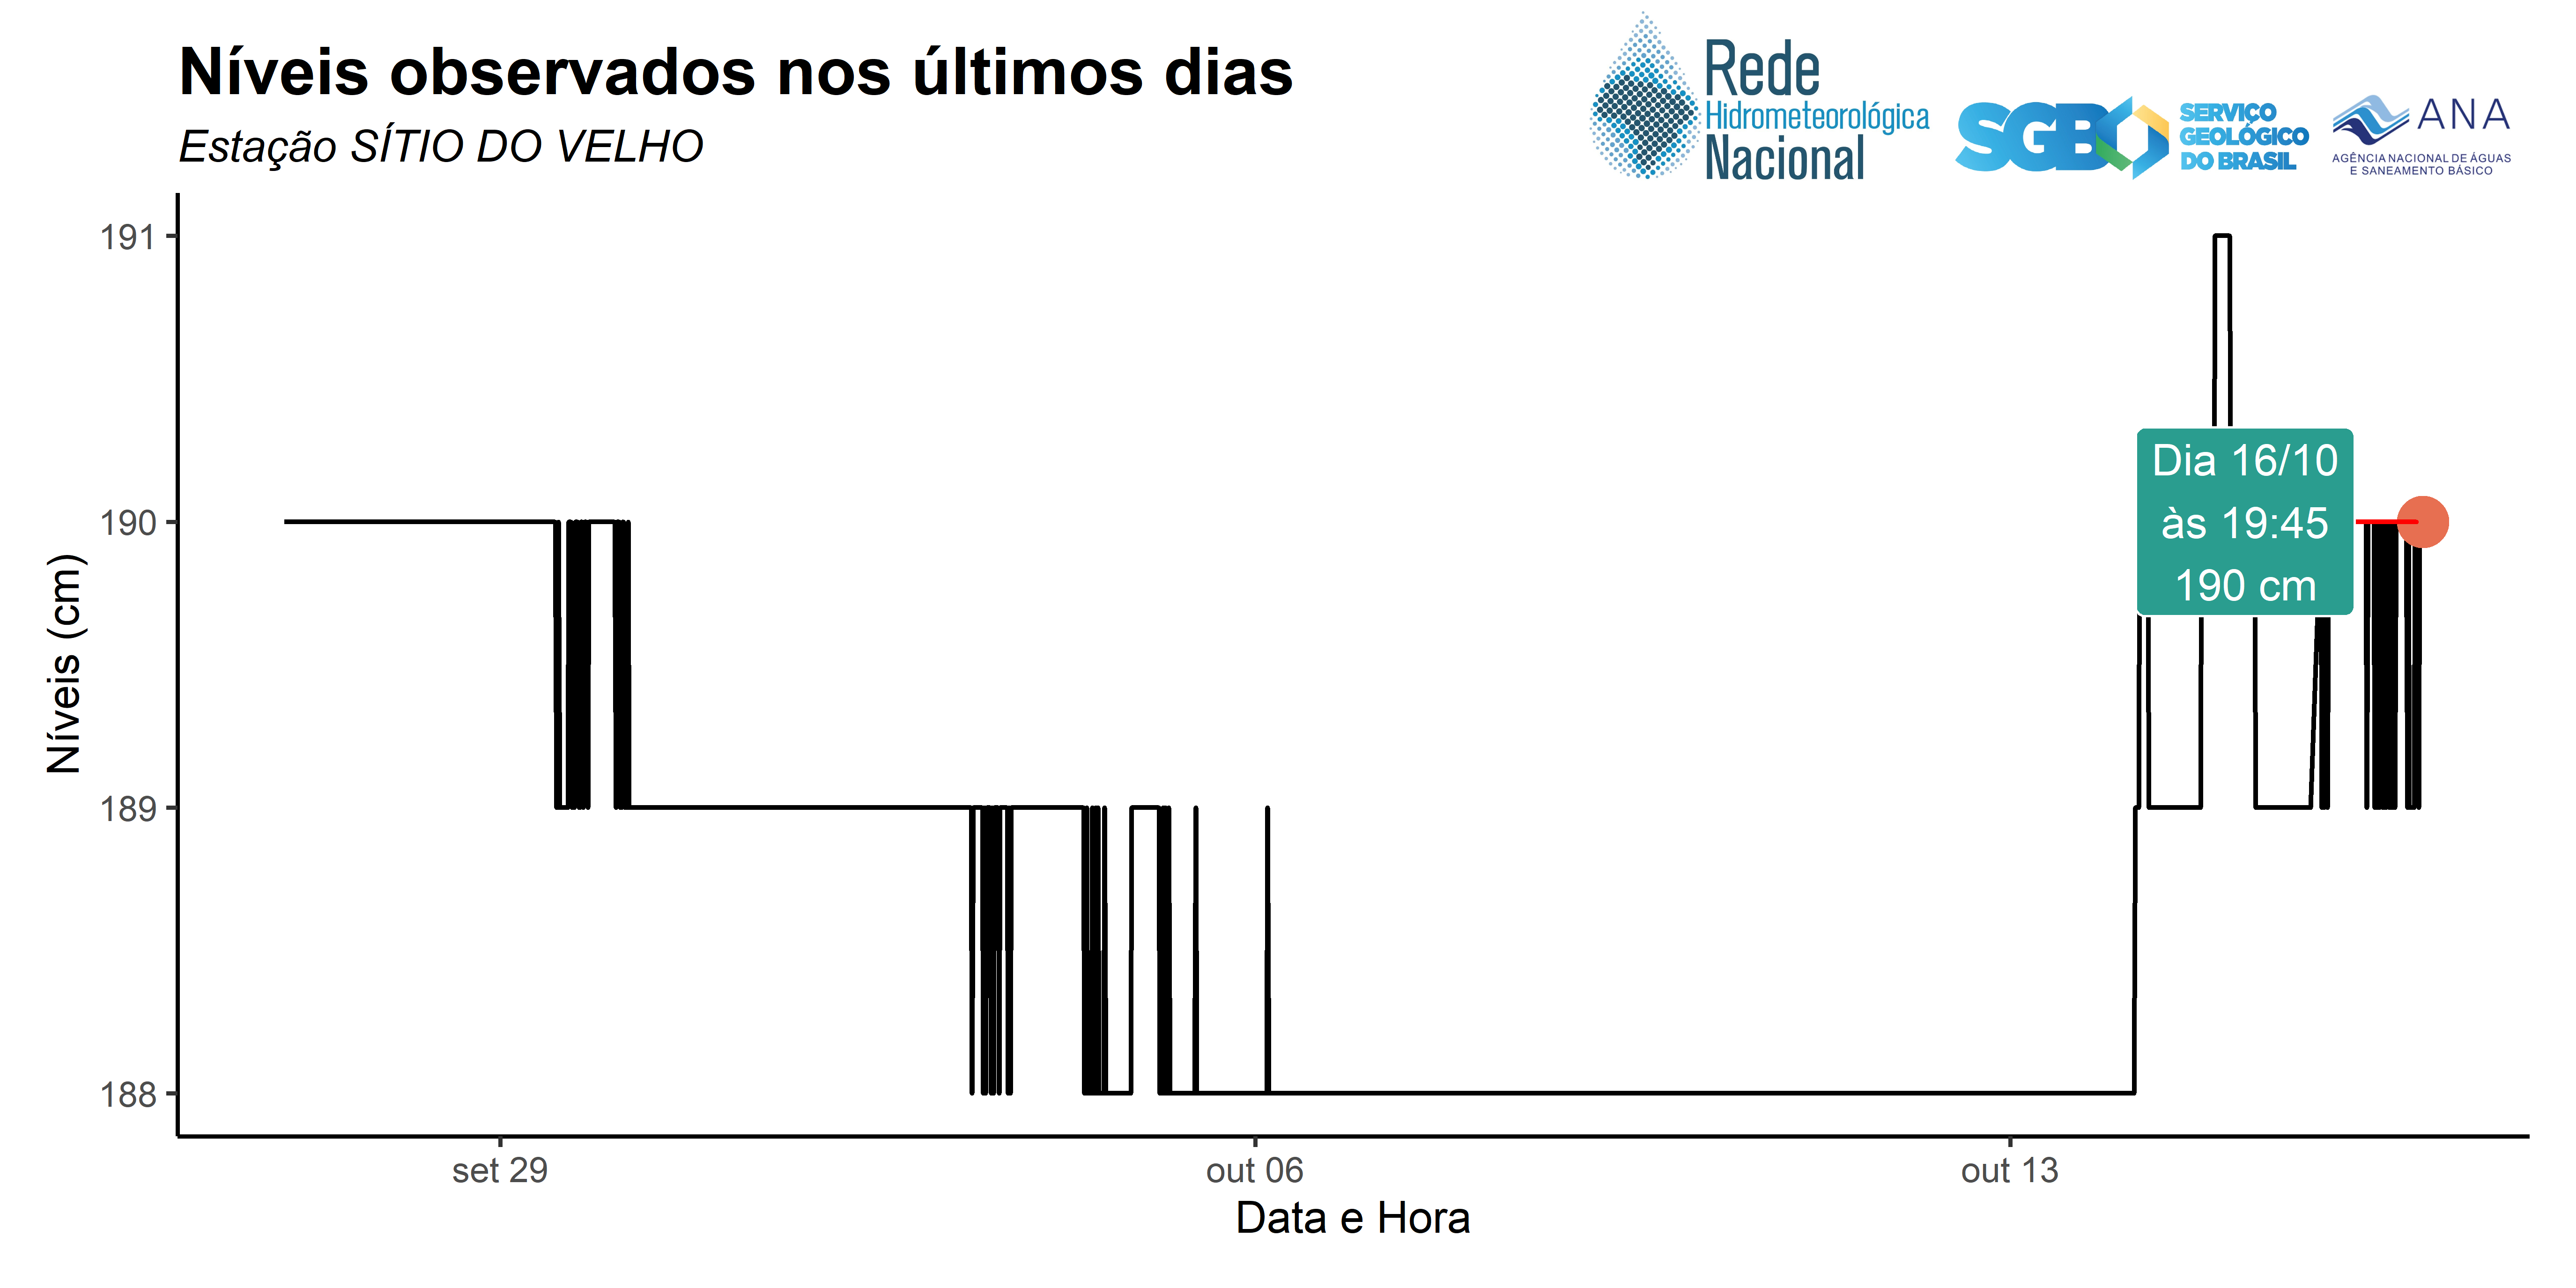 Níveis observados nos últimos dias
Estação SÍTIO DO VELHO
Rede
Hidrometeorológica
Nacional
SGB
SERVIÇO
GEOLÓGICO
DO BRASIL
ANA
AGÊNCIA NACIONAL DE ÁGUAS
E SANEAMENTO BÁSICO
191
190
189
188
Níveis (cm)
Dia 16/10
às 19:45
190 cm
set 29
out 06
out 13
Data e Hora